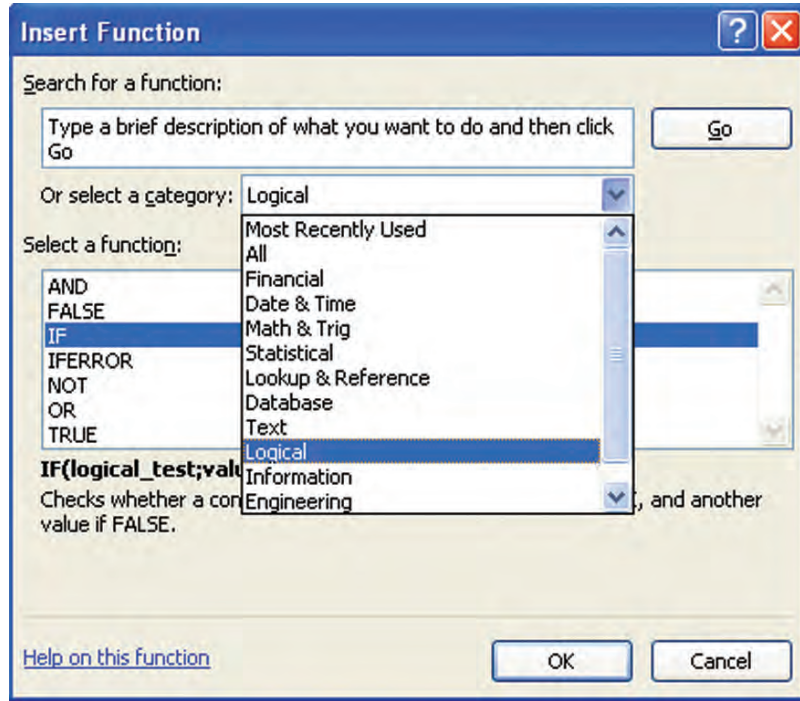 Insert Function
Search for a function:
Type a brief description of what you want to do and then click
Go
Go
Or select a category: Logical
Most Recently Used
All
Financial
Date & Time
Math & Trig
Statistical
Lookup & Reference
Database
Text
Logical
Information
Engineering
Select a function:
AND
FALSE
IF
IFERROR
NOT
OR
TRUE
IF(logical_test;valu
Checks whether a con , and another
value if FALSE.
Help on this function
OK
Cancel